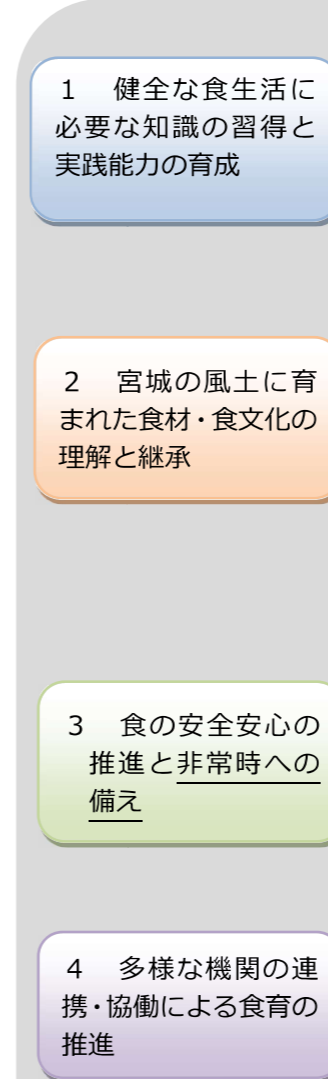 １　健全な食生活に
必要な知識の習得と
実践能力の育成
２　宮城の風土に育
まれた食材・食文化の
理解と継承
３　食の安全安心の
推進と非常時への
備え
４　多様な機関の連
携・協働による食育の
推進